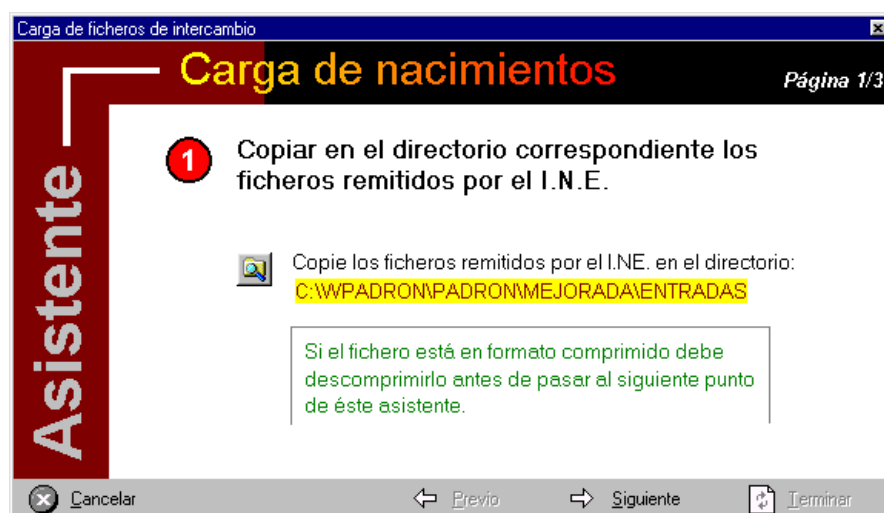 Carga de ficheros de intercambio
Carga de nacimientos
Página 1/3
Asistente
1
Copiar en el directorio correspondiente los
ficheros remitidos por el I.N.E.
Copie los ficheros remitidos por el I.NE. en el directorio:
C:\WPADRON\PADRON\MEJORADA\ENTRADAS
Si el fichero está en formato comprimido debe
descomprimirlo antes de pasar al siguiente punto
de éste asistente.
Cancelar
Previo
Siguiente
Terminar